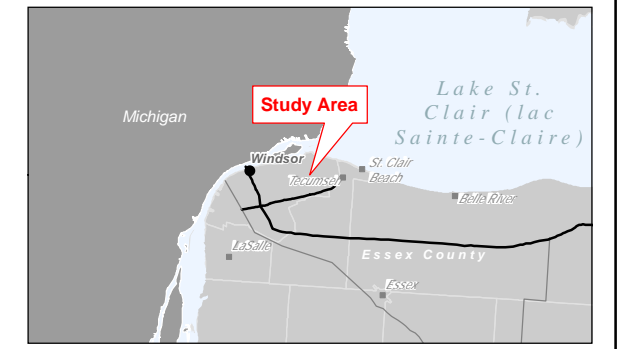 Lake St.
Clair (lac
Sainte-Claire)
Study Area
Michigan
Windsor
St. Clair
Beach
Tecumseh
Belle River
LaSalle
Essex County
Essex